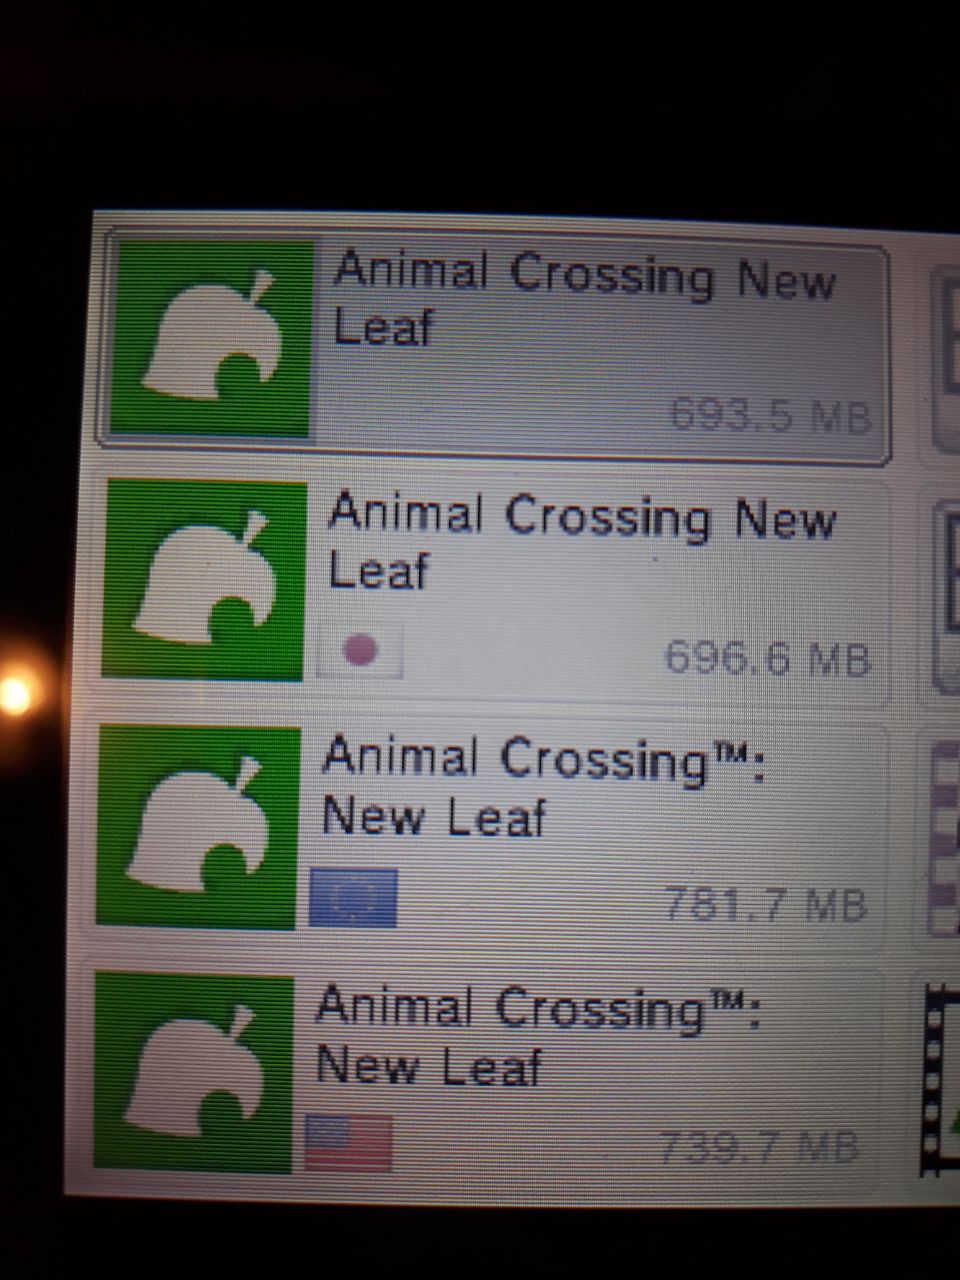 Animal Crossing New
Leaf
693.5 MB
Animal Crossing New
Leaf
696.6 MB
Animal Crossing™:
New Leaf
781.7 MB
Animal Crossing™:
New Leaf
739.7 MB